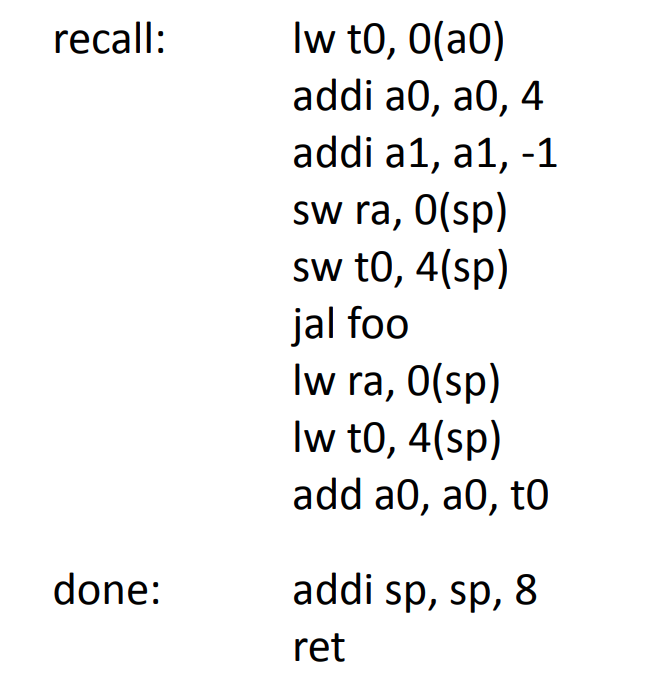 recall: lw t0, 0(a0)
addi a0, a0, 4
addi a1, a1, -1
sw ra, 0(sp)
sw t0, 4(sp)
jal foo
lw ra, 0(sp)
lw t0, 4(sp)
add a0, a0, t0
done: addi sp, sp, 8
ret